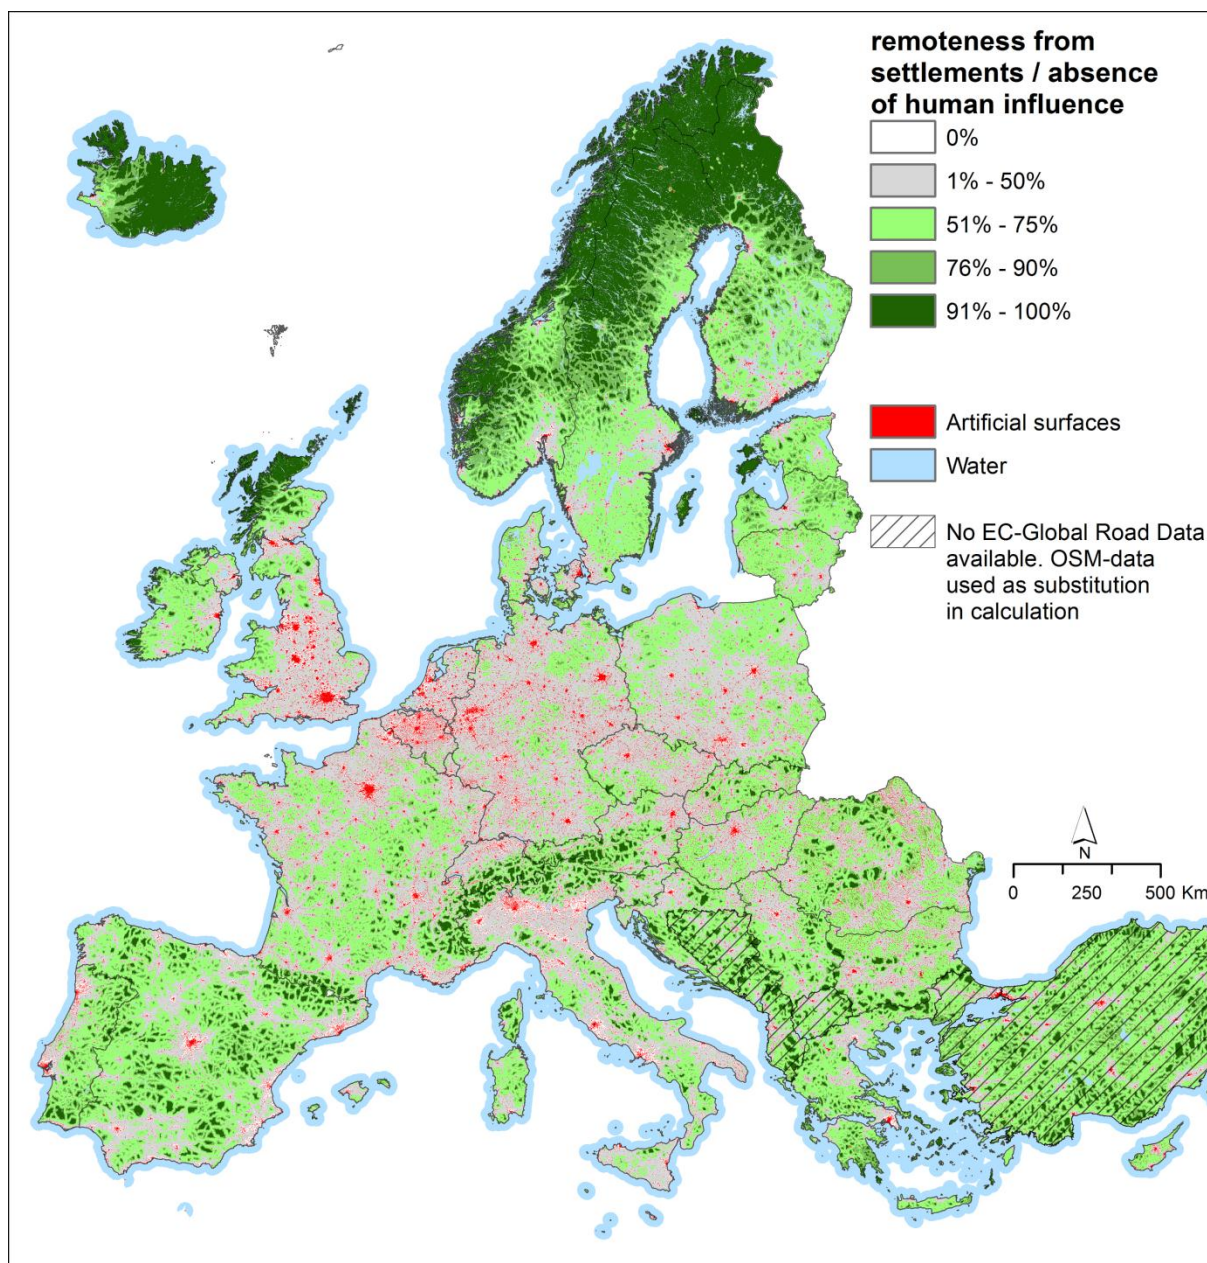 remoteness from
settlements / absence
of human influence
0%
1% - 50%
51% - 75%
76% - 90%
91% - 100%
Artificial surfaces
Water
No EC-Global Road Data
available. OSM-data
used as substitution
in calculation
N
0 250 500 Km